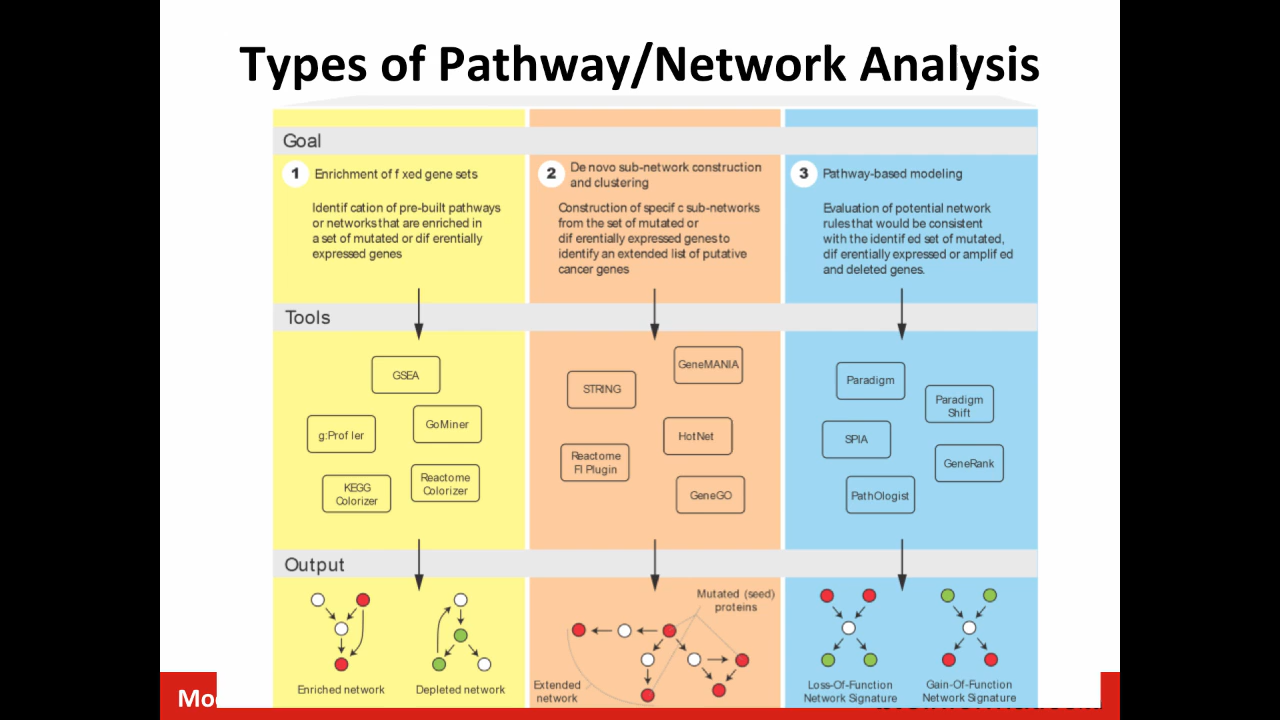 Types of Pathway/Network Analysis
Goal
1
Enrichment of f xed gene sets
Identif cation of pre-built pathways
or networks that are enriched in
a set of mutated or dif erentially
expressed genes
2
De novo sub-network construction
and clustering
Construction of specif c sub-networks
from the set of mutated or
dif erentially expressed genes to
identify an extended list of putative
cancer genes
3
Pathway-based modeling
Evaluation of potential network
rules that would be consistent
with the identif ed set of mutated,
dif erentially expressed or amplif ed
and deleted genes.
Tools
GSEA
g:Prof ler
GoMiner
KEGG
Colorizer
Reactome
Colorizer
STRING
GeneMANIA
HotNet
Reactome
FI Plugin
GeneGO
Paradigm
Paradigm
Shift
SPIA
GeneRank
PathOlogist
Output
Enriched network
Depleted network
Mutated (seed)
proteins
Extended
network
Loss-Of-Function
Network Signature
Gain-Of-Function
Network Signature